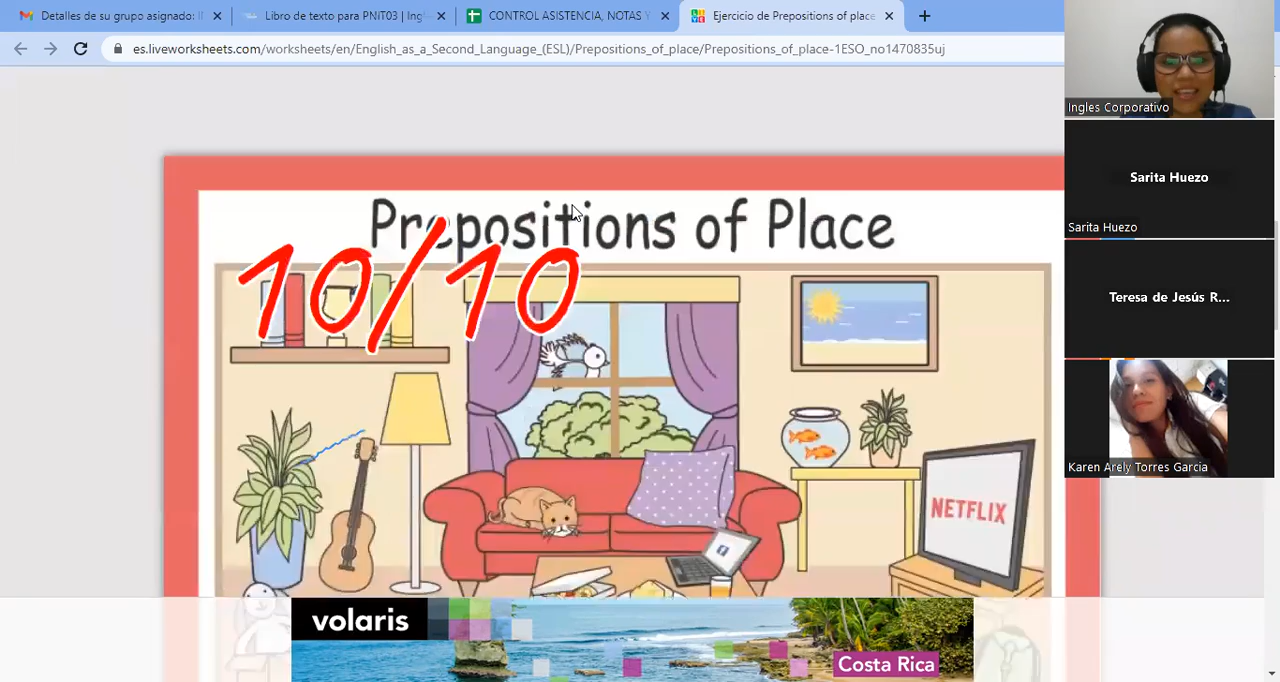 Detalles de su grupo asignado: I
Libro de texto para PNiT03 | Ingl
CONTROL ASISTENCIA, NOTAS Y
Ejercicio de Prepositions of place
es.liveworksheets.com/worksheets/en/English_as_a_Second_Language_(ESL)/Prepositions_of_place/Prepositions_of_place-1ESO_no1470835uj
Ingles Corporativo
Sarita Huezo
Sarita Huezo
Teresa de Jesús R...
Karen Arely Torres Garcia
Prepositions of Place
10/10
NETFLIX
volaris
Costa Rica